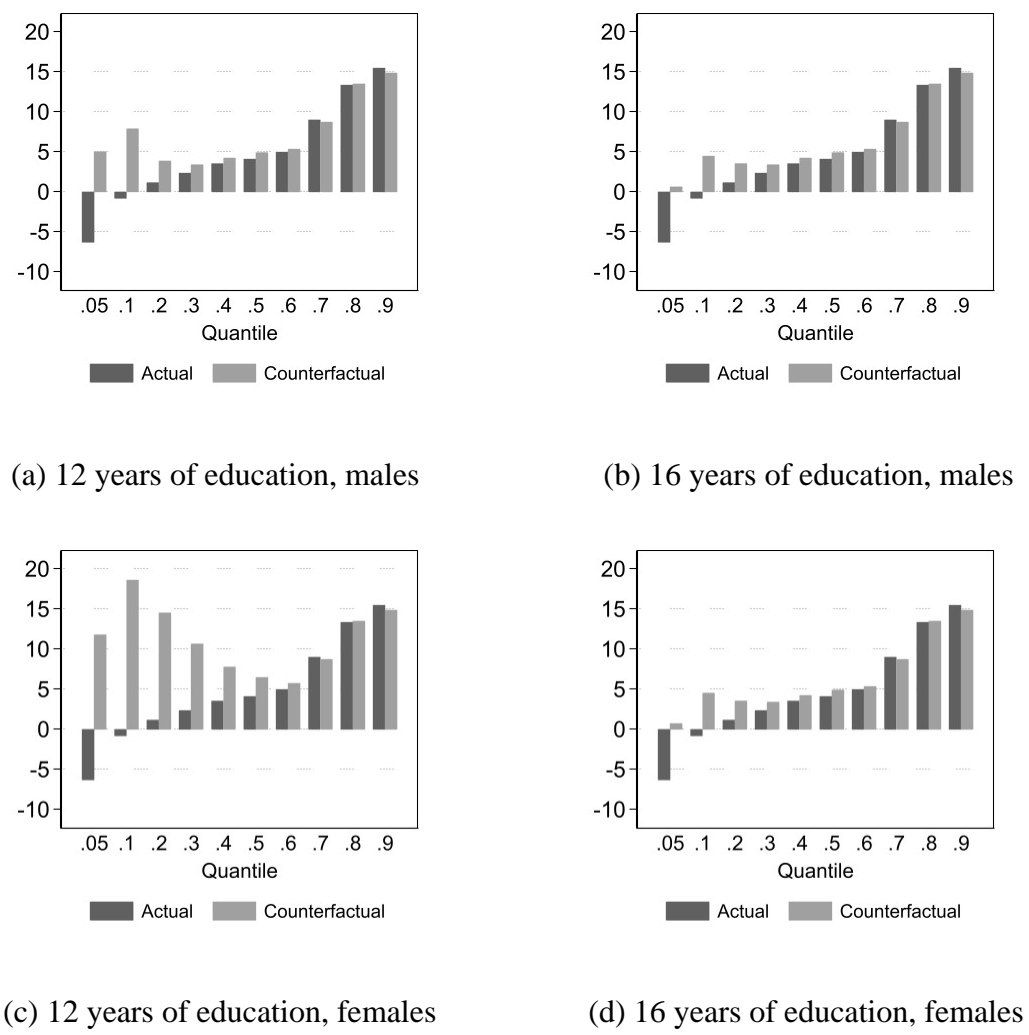 20
15
10
5
0
-5
-10
.05 .1 .2 .3 .4 .5 .6 .7 .8 .9
Quantile
Actual Counterfactual
(a) 12 years of education, males
20
15
10
5
0
-5
-10
.05 .1 .2 .3 .4 .5 .6 .7 .8 .9
Quantile
Actual Counterfactual
(b) 16 years of education, males
20
15
10
5
0
-5
-10
.05 .1 .2 .3 .4 .5 .6 .7 .8 .9
Quantile
Actual Counterfactual
(c) 12 years of education, females
20
15
10
5
0
-5
-10
.05 .1 .2 .3 .4 .5 .6 .7 .8 .9
Quantile
Actual Counterfactual
(d) 16 years of education, females